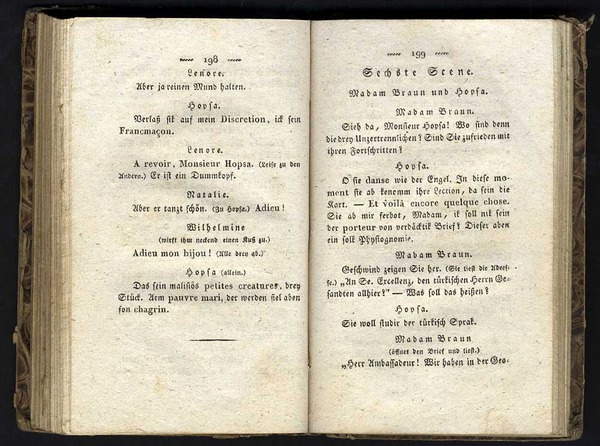 198
Lenore.
Aber ja reinen Mund halten.
Hopsa.
Verlaß sik auf mein Discretion, ick sein
Francmaçon.
Lenore.
A revoir, Monsieur Hopsa. (Leise zu den
Andern.) Er ist ein Dummkopf.
Natalie.
Aber er tanzt schön. (Zu Hopsa.) Adieu!
Wilhelmine
(wirft ihm neckend einen Kuß zu.)
Adieu mon bijou! (Alle drey ab.)
Hopsa (allein.)
Das sein malisiös petites creatures, drey
Stück. Arm pauvre mari, der werden siel aben
son chagrin.
199
Sechste Scene.
Madam Braun und Hopsa.
Madam Braun.
Sieh da, Monsieur Hopsa! Wo sind denn
die drey Unzertrennlichen? Sind Sie zufrieden mit
ihren Fortschritten?
Hopsa.
O sie danse wie der Engel. In diese mo-
ment sie ab kenomm ihre Lection, da sein die
Kart. — Et voilà encore quelque chose.
Sie ab mir ferbot, Madam, ik soll nit sein
der porteur von verdäktik Brief? Dieser aben
ein solk Physiognomie.
Madam Braun.
Geschwind zeigen Sie her. (Sie liest die Adres-
se.) „An Se. Excellenz, den türkischen Herrn Ge-
sandten allhier?“ — Was soll das heißen?
Hopsa.
Sie woll studir der türkisch Sprak.
Madam Braun
(öffnet den Brief und liest.)
„Herr Ambassadeur! Wir haben in der Geo-